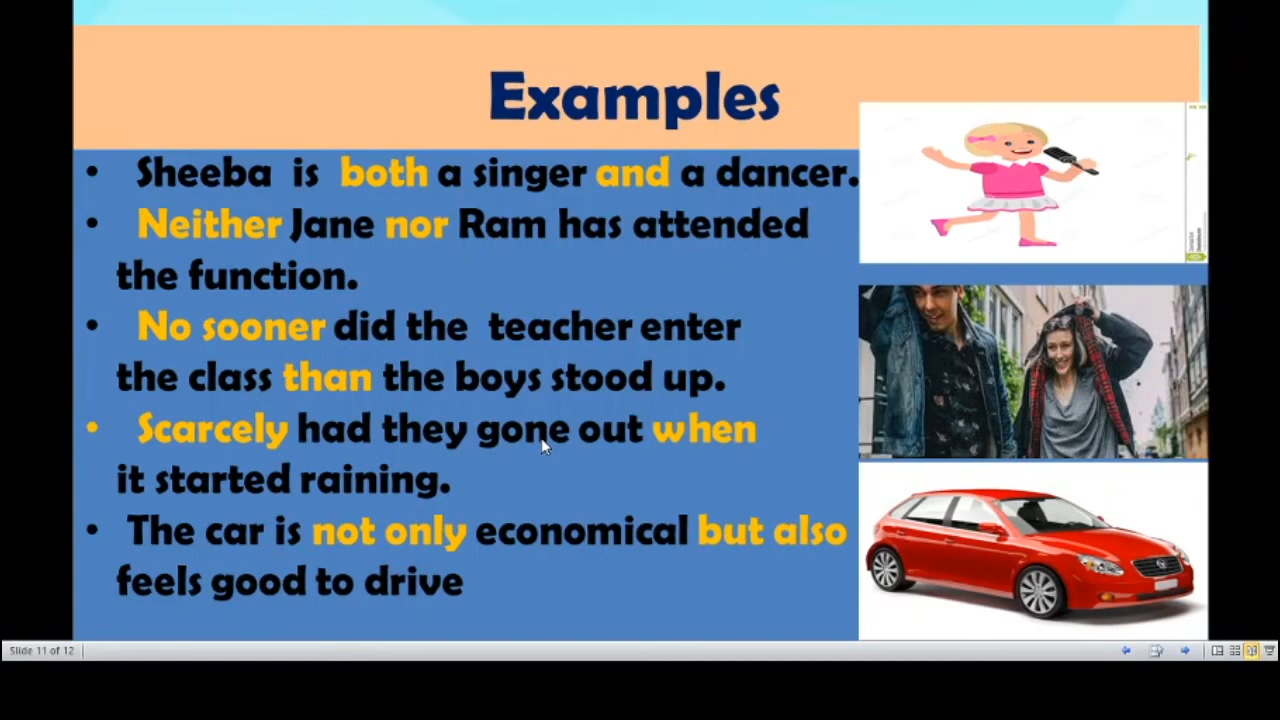 Examples
• Sheeba is both a singer and a dancer.
• Neither Jane nor Ram has attended
the function.
• No sooner did the teacher enter
the class than the boys stood up.
• Scarcely had they gone out when
it started raining.
• The car is not only economical but also
feels good to drive
Slide 11 of 12